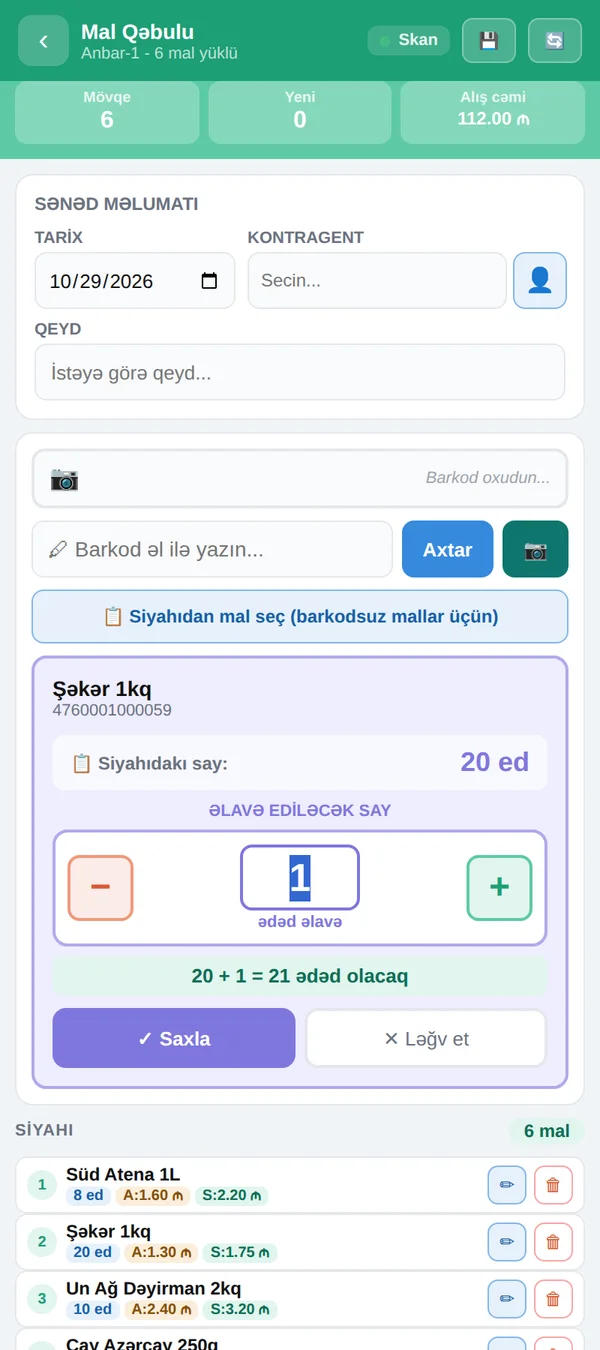 Mal Qəbulu
Anbar-1 - 6 mal yüklü
Skan
Mövqe
6
Yeni
0
Alış cəmi
112.00 ₼
SƏNƏD MƏLUMATI
TARİX
10/29/2026
KONTRAGENT
Secin...
QEYD
İstəyə görə qeyd...
Barkod oxudun...
Barkod əl ilə yazın...
Axtar
Siyahıdan mal seç (barkodsuz mallar üçün)
Şəkər 1kq
4760001000059
Siyahıdakı say:
20 ed
ƏLAVƏ EDİLƏCƏK SAY
−
1
+
ədəd əlavə
20 + 1 = 21 ədəd olacaq
✓ Saxla
✕ Ləğv et
SİYAHI
6 mal
1
Süd Atena 1L
8 ed A:1.60 ₼ S:2.20 ₼
2
Şəkər 1kq
20 ed A:1.30 ₼ S:1.75 ₼
3
Un Ağ Dəyirman 2kq
10 ed A:2.40 ₼ S:3.20 ₼
Çay Azərçay 250q